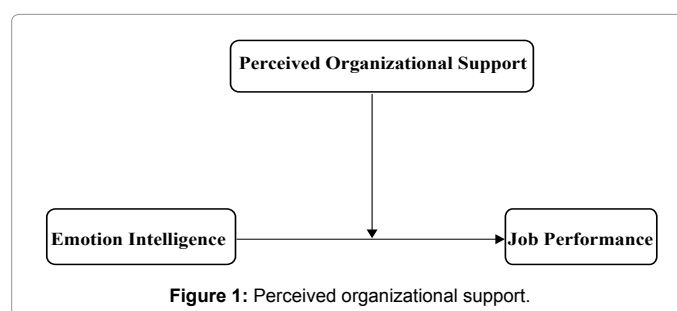 Perceived Organizational Support
Emotion Intelligence
Job Performance
Figure 1: Perceived organizational support.